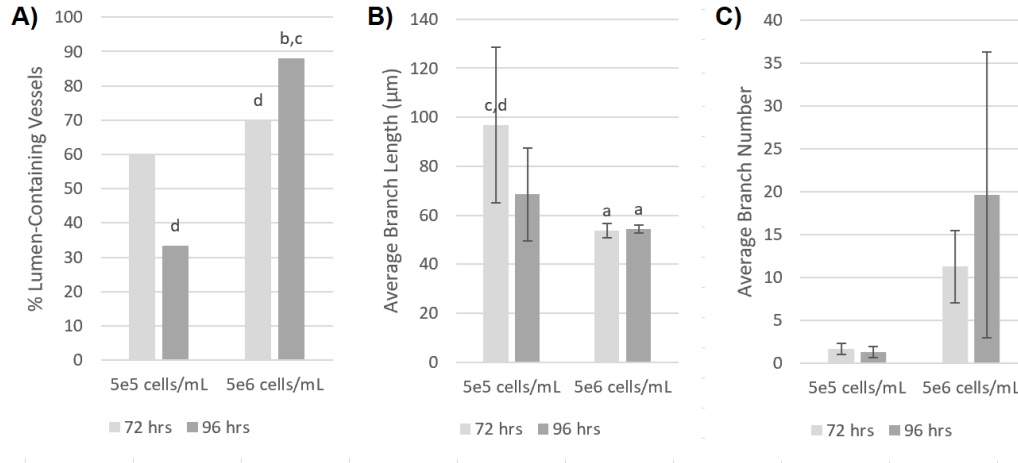 A)
% Lumen-Containing Vessels
100
90
80
70
60
50
40
30
20
10
0
d
d
b,c
5e5 cells/mL 5e6 cells/mL
72 hrs 96 hrs
B)
Average Branch Length (µm)
140
120
100
80
60
40
20
0
c,d
a
a
5e5 cells/mL 5e6 cells/mL
72 hrs 96 hrs
C)
Average Branch Number
40
35
30
25
20
15
10
5
0
5e5 cells/mL 5e6 cells/mL
72 hrs 96 hrs